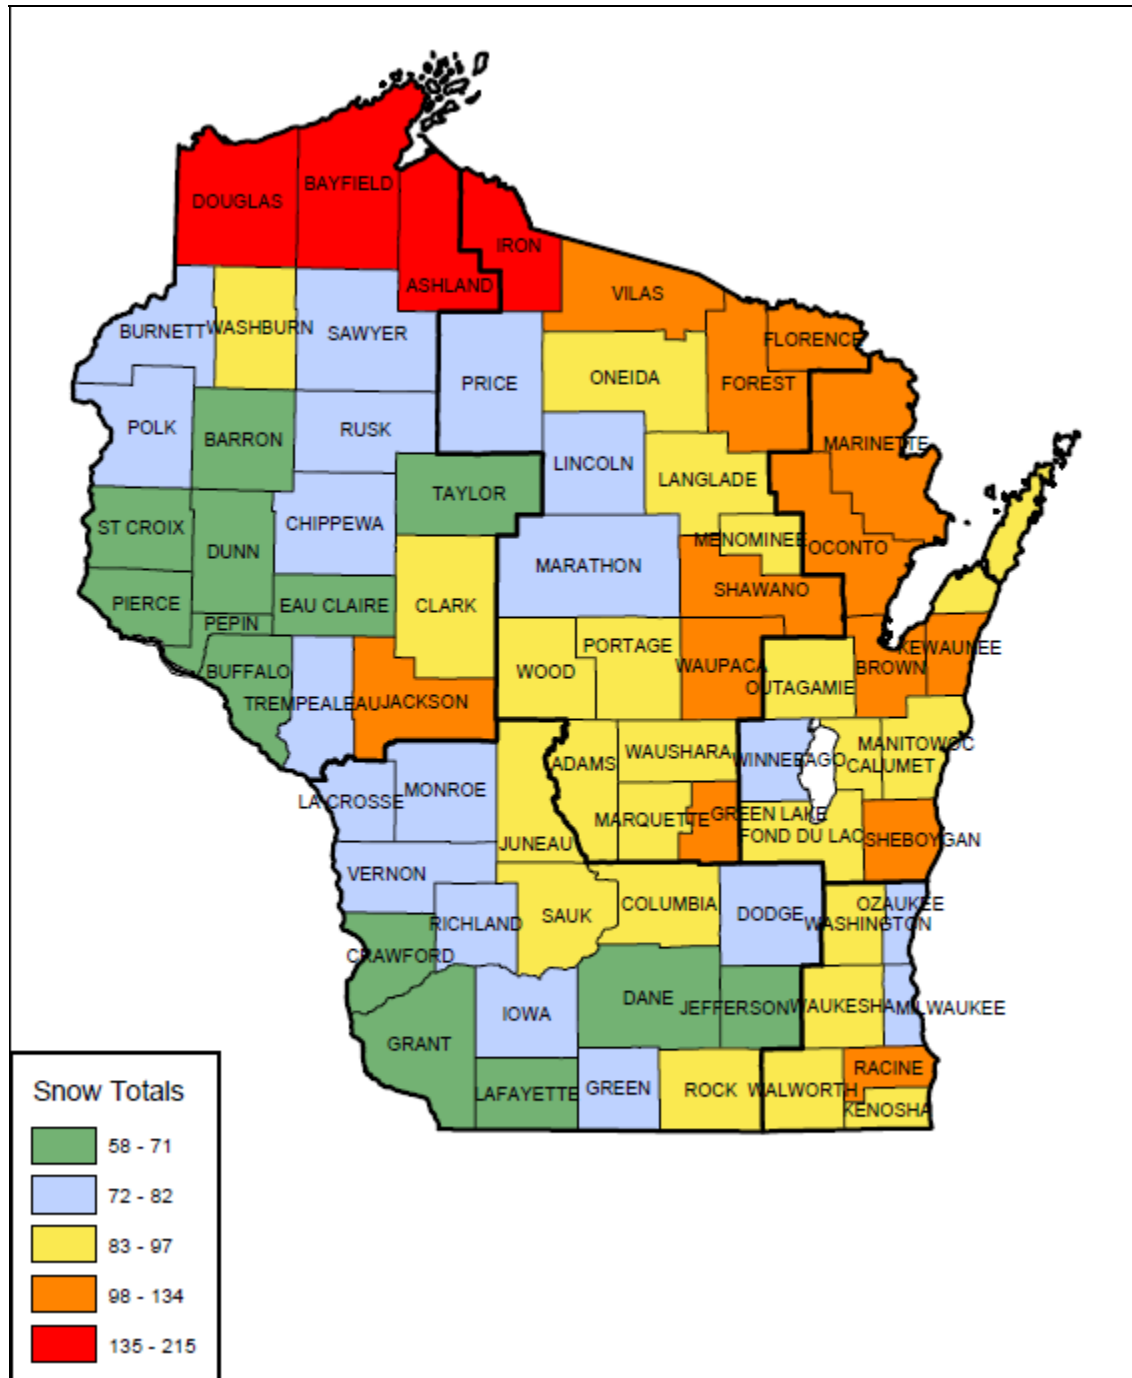 BAYFIELD
DOUGLAS
IRON
ASHLAND
VILAS
BURNETT
WASHBURN
SAWYER
FLORENCE
PRICE
ONEIDA
FOREST
POLK
RUSK
BARRON
MARINETTE
LINCOLN
LANGLADE
TAYLOR
ST CROIX
CHIPPEWA
MENOMINEE
DUNN
OCONTO
MARATHON
SHAWANO
PIERCE
EAU CLAIRE
CLARK
PEPIN
PORTAGE
KEWAUNEE
WAUPACA
BROWN
BUFFALO
WOOD
OUTAGAMIE
TREMPEALEAU
JACKSON
MANITOWOC
WAUSHARA
WINNEBAGO
ADAMS
CALUMET
MONROE
LA CROSSE
GREEN LAKE
MARQUETTE
FOND DU LAC
SHEBOYGAN
JUNEAU
VERNON
COLUMBIA
OZAUKEE
DODGE
SAUK
RICHLAND
WASHINGTON
CRAWFORD
DANE
JEFFERSON
WAUKESHA
MILWAUKEE
IOWA
GRANT
RACINE
GREEN
ROCK
WALWORTH
LAFAYETTE
KENOSHA
Snow Totals
58 - 71
72 - 82
83 - 97
98 - 134
135 - 215